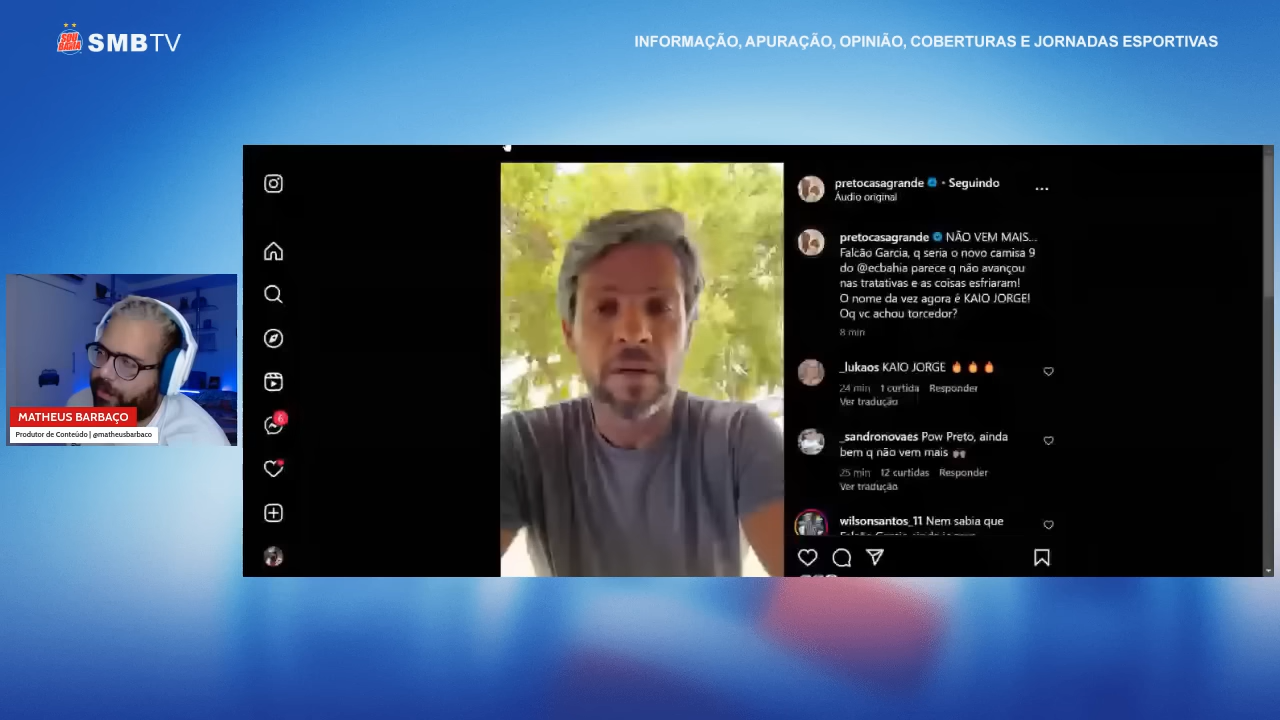 SOU
BAHIA
SMBTV
INFORMAÇÃO, APURAÇÃO, OPINIÃO, COBERTURAS E JORNADAS ESPORTIVAS
pretocasagrande • Seguindo
Áudio original
pretocasagrande NÃO VEM MAIS...
Falcão Garcia, q seria o novo camisa 9
do @ecbahia parece q não avançou
nas tratativas e as coisas esfriaram!
O nome da vez agora é KAIO JORGE!
Oq vc achou torcedor?
8 min
_lukaos KAIO JORGE 🔥🔥🔥
24 min 1 curtida Responder
Ver tradução
_sandronovaes Pow Preto, ainda
bem q não vem mais 🙌
25 min 12 curtidas Responder
Ver tradução
wilsonsantos_11 Nem sabia que
MATHEUS BARBAÇO
Produtor de Conteúdo | @matheusbarbaco